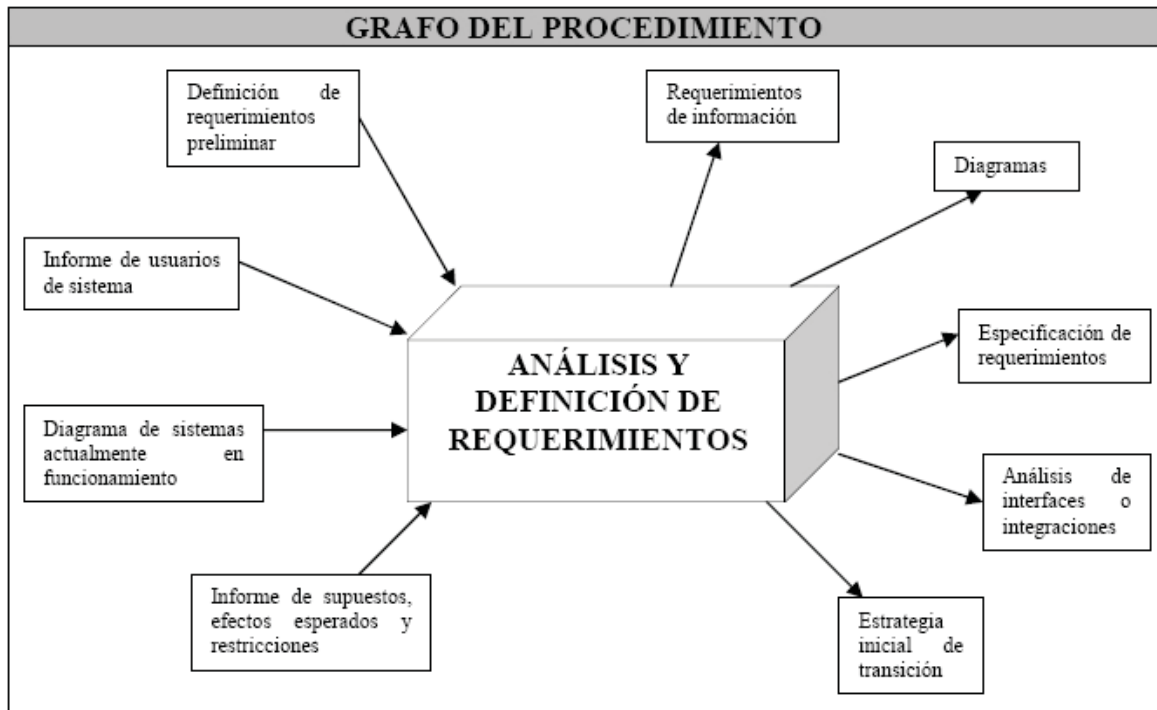 GRAFO DEL PROCEDIMIENTO
Definición de
requerimientos
preliminar
Requerimientos
de información
Diagramas
Informe de usuarios
de sistema
Especificación de
requerimientos
ANÁLISIS Y
DEFINICIÓN DE
REQUERIMIENTOS
Diagrama de sistemas
actualmente en
funcionamiento
Análisis de
interfaces o
integraciones
Informe de supuestos,
efectos esperados y
restricciones
Estrategia
inicial de
transición